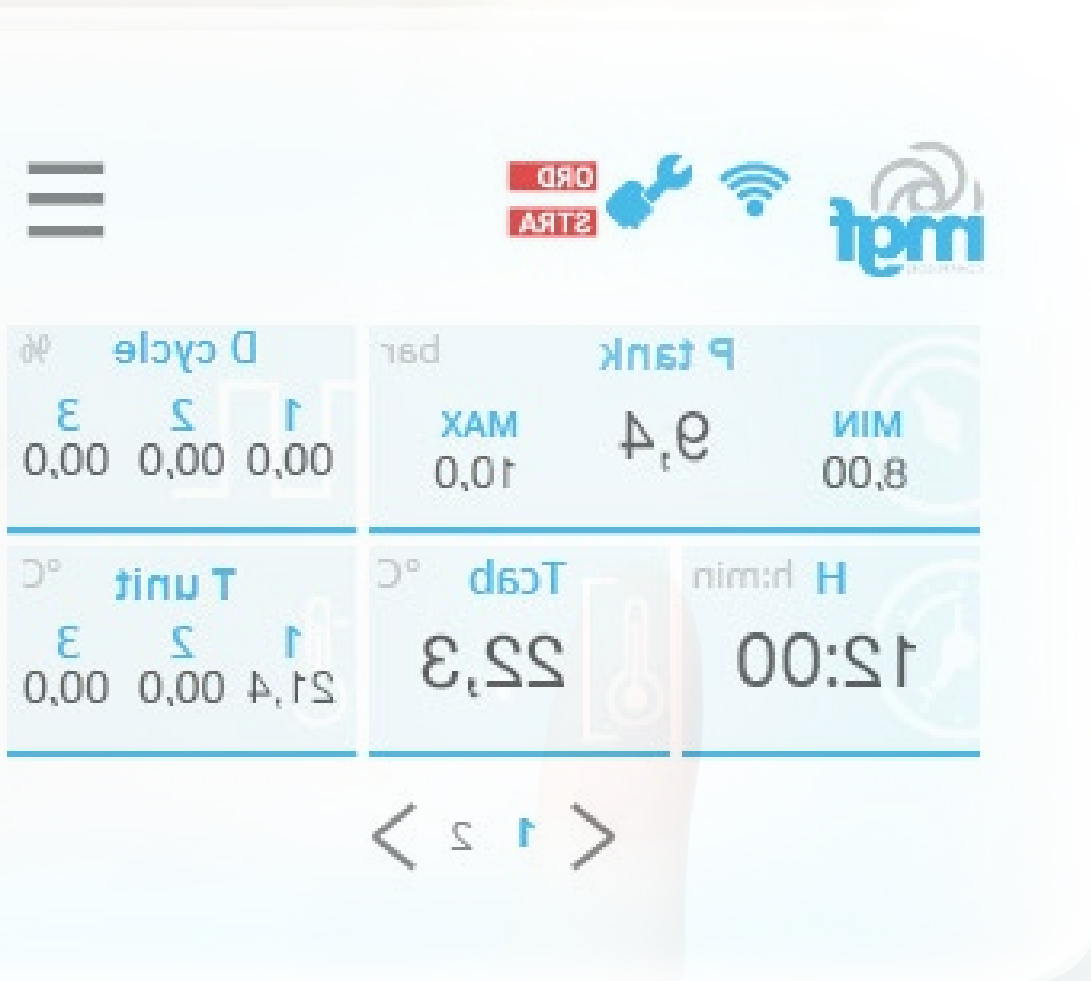 mgf
ORD
STRA
P tank bar D cycle %
MIN 9,4 MAX 1 2 3
8,00 10,0 00,0 00,0 00,0
H h:min Tcab °C T unit °C
12:00 22,3 1 2 3
21,4 00,0 00,0
< 1 2 >